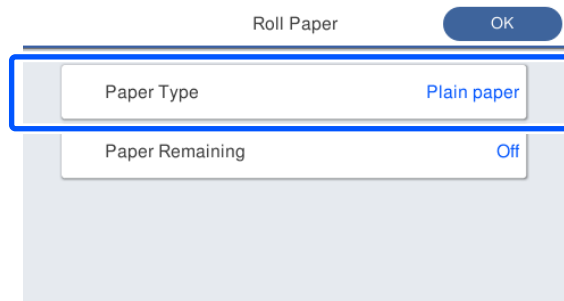 Roll Paper
OK
Paper Type Plain paper
Paper Remaining Off